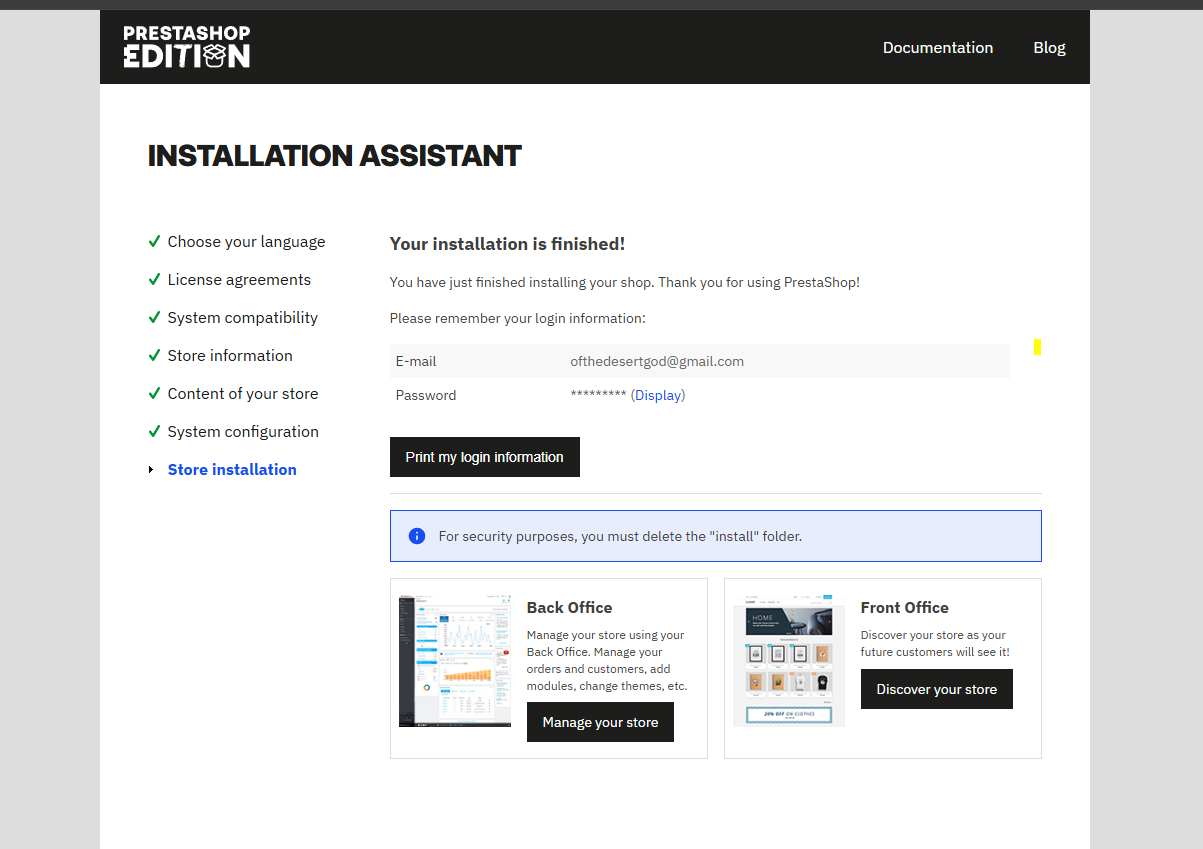 PRESTASHOP
EDITION
Documentation
Blog
INSTALLATION ASSISTANT
Choose your language
License agreements
System compatibility
Store information
Content of your store
System configuration
Store installation
Your installation is finished!
You have just finished installing your shop. Thank you for using PrestaShop!
Please remember your login information:
E-mail ofthedesertgod@gmail.com
Password ********* (Display)
Print my login information
For security purposes, you must delete the "install" folder.
Back Office
Manage your store using your
Back Office. Manage your
orders and customers, add
modules, change themes, etc.
Manage your store
HOME
20% OFF ON CLOTHES
Front Office
Discover your store as your
future customers will see it!
Discover your store